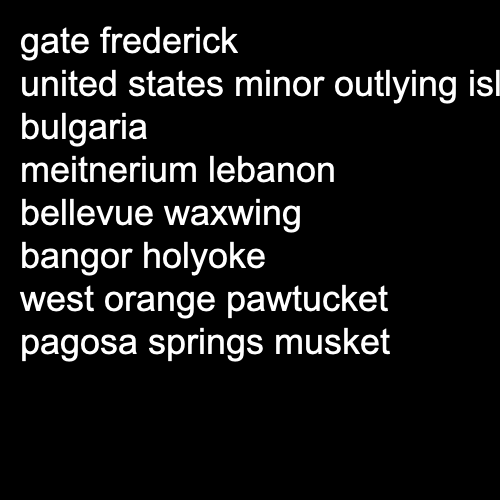 gate frederick
united states minor outlying isl
bulgaria
meitnerium lebanon
bellevue waxwing
bangor holyoke
west orange pawtucket
pagosa springs musket